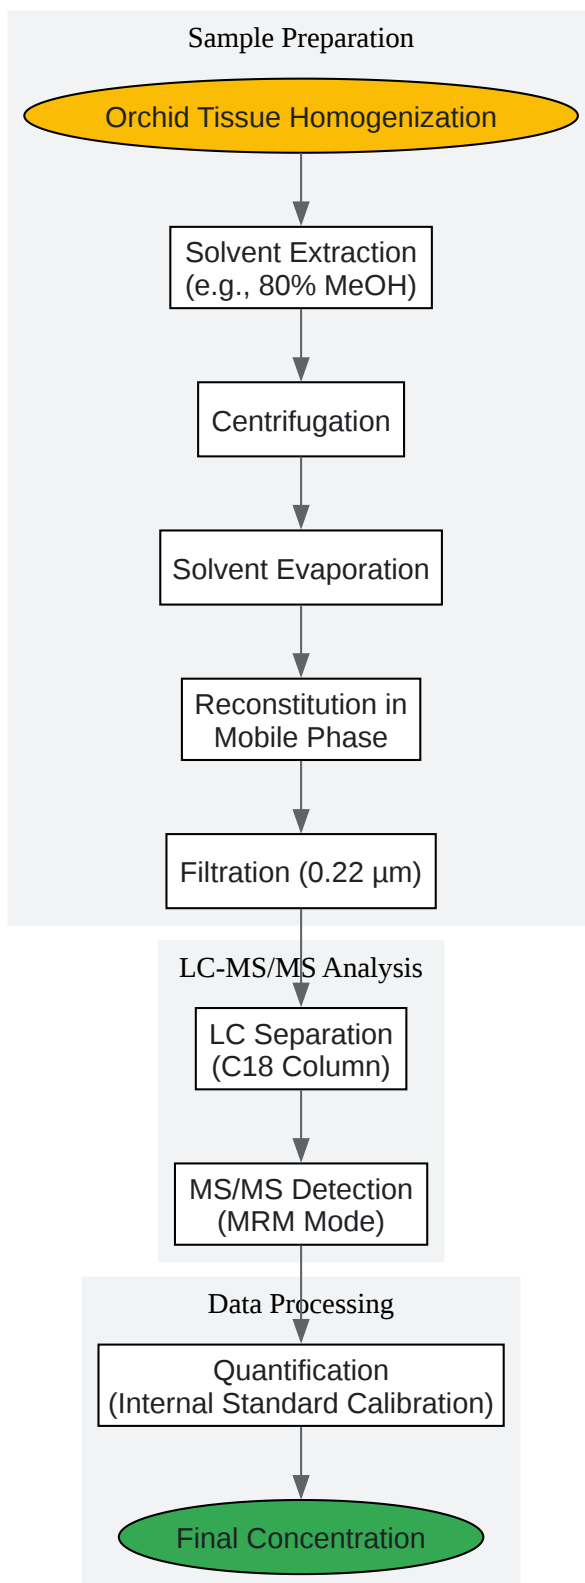 Sample Preparation
Orchid Tissue Homogenization
Solvent Extraction
(e.g., 80% MeOH)
Centrifugation
Solvent Evaporation
Reconstitution in
Mobile Phase
Filtration (0.22 µm)
LC-MS/MS Analysis
LC Separation
(C18 Column)
MS/MS Detection
(MRM Mode)
Data Processing
Quantification
(Internal Standard Calibration)
Final Concentration